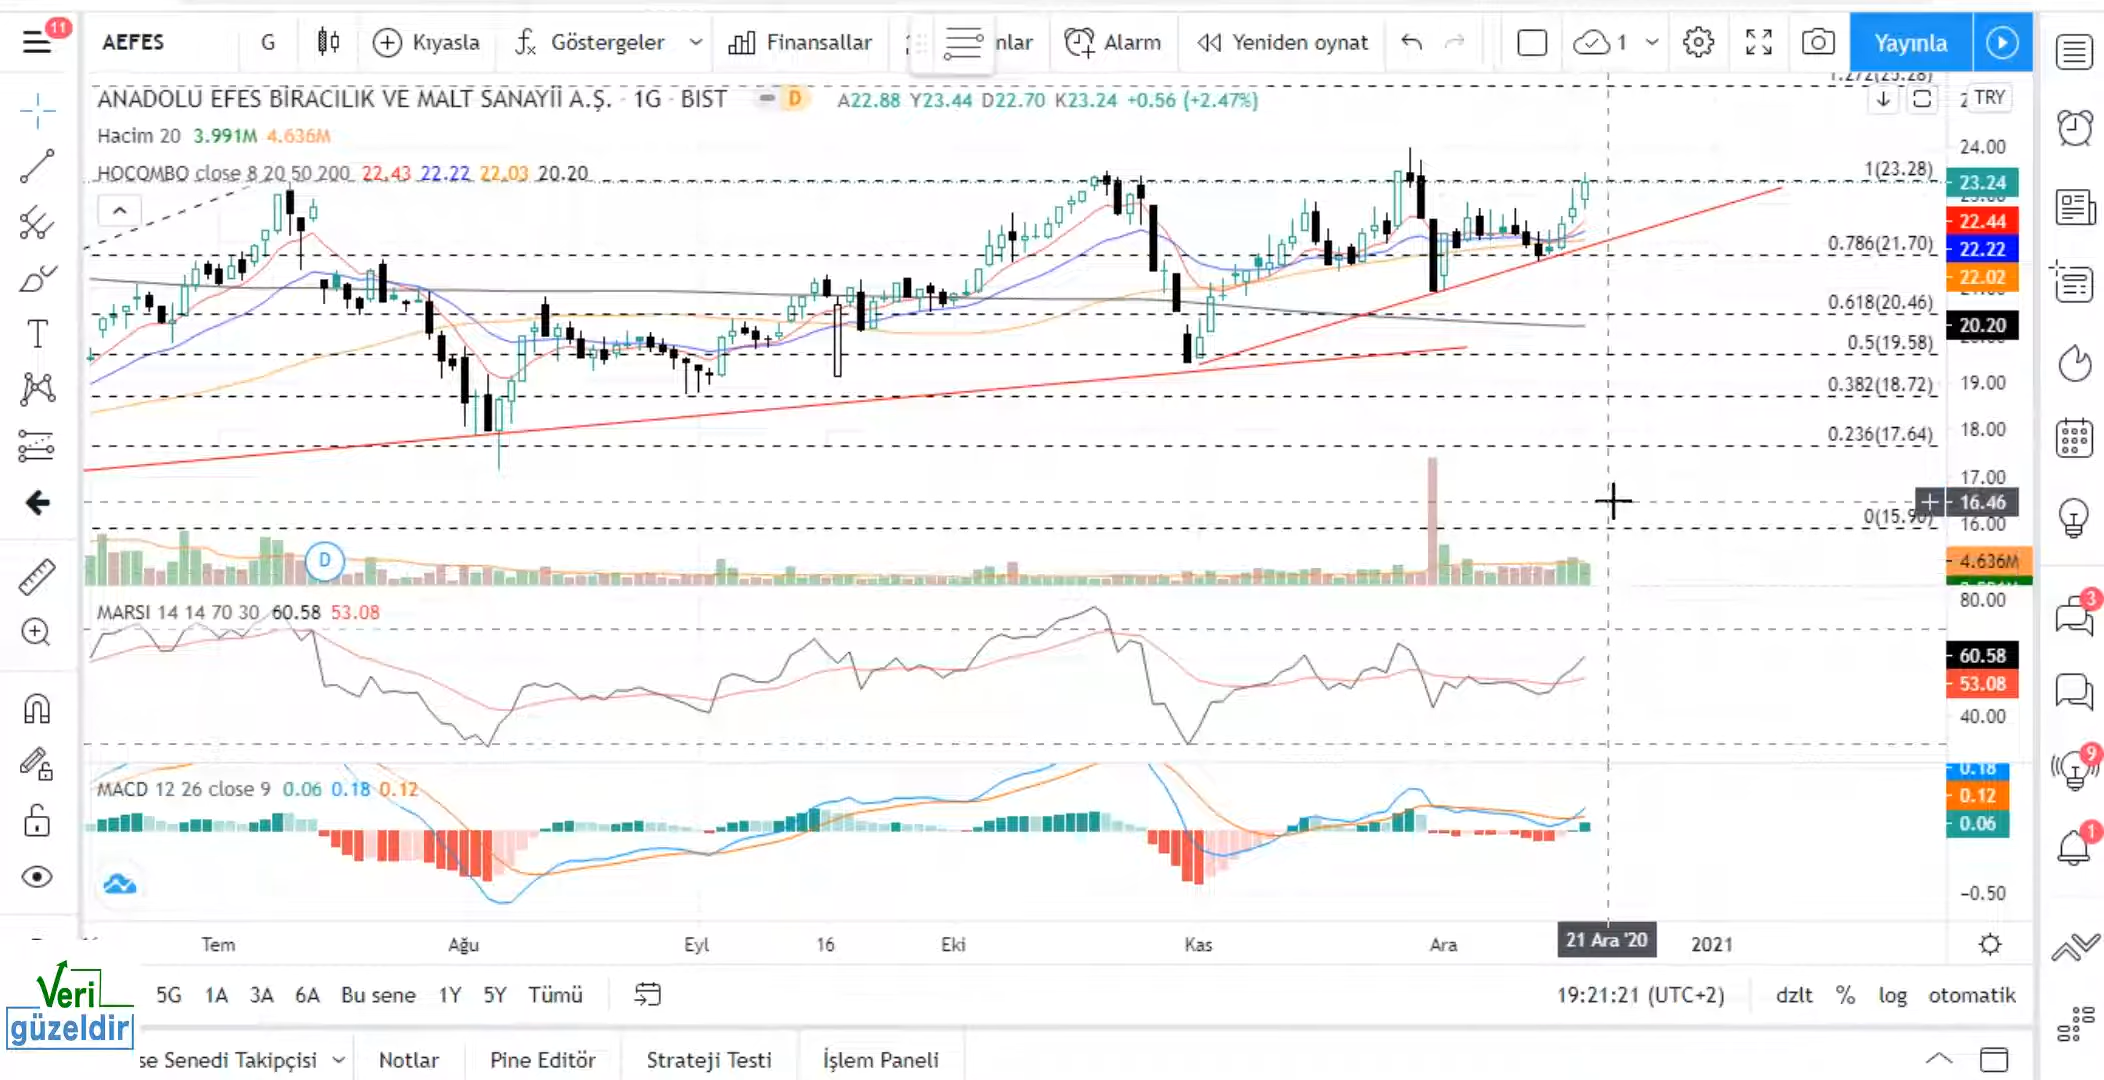 11
AEFES G Kıyasla Göstergeler Finansallar nlar Alarm Yeniden oynat 1 Yayınla
1.272(25.28)
ANADOLU EFES BİRACILIK VE MALT SANAYİİ A.Ş. · 1G · BIST D A22.88 Y23.44 D22.70 K23.24 +0.56 (+2.47%)
TRY
Hacim 20 3.991M 4.636M
24.00
HOCOMBO close 8 20 50 200 22.43 22.22 22.03 20.20
1(23.28)
23.24
22.44
0.786(21.70)
22.22
22.02
0.618(20.46)
20.20
0.5(19.58)
0.382(18.72)
19.00
0.236(17.64)
18.00
17.00
16.46
0(15.90)
16.00
D
4.636M
80.00
MARSI 14 14 70 30 60.58 53.08
60.58
53.08
40.00
MACD 12 26 close 9 0.06 0.18 0.12
0.18
0.12
0.06
−0.50
3
9
1
Tem Ağu Eyl 16 Eki Kas Ara 21 Ara '20 2021
Veri
güzeldir
5G 1A 3A 6A Bu sene 1Y 5Y Tümü 19:21:21 (UTC+2) dzlt % log otomatik
se Senedi Takipçisi Notlar Pine Editör Strateji Testi İşlem Paneli